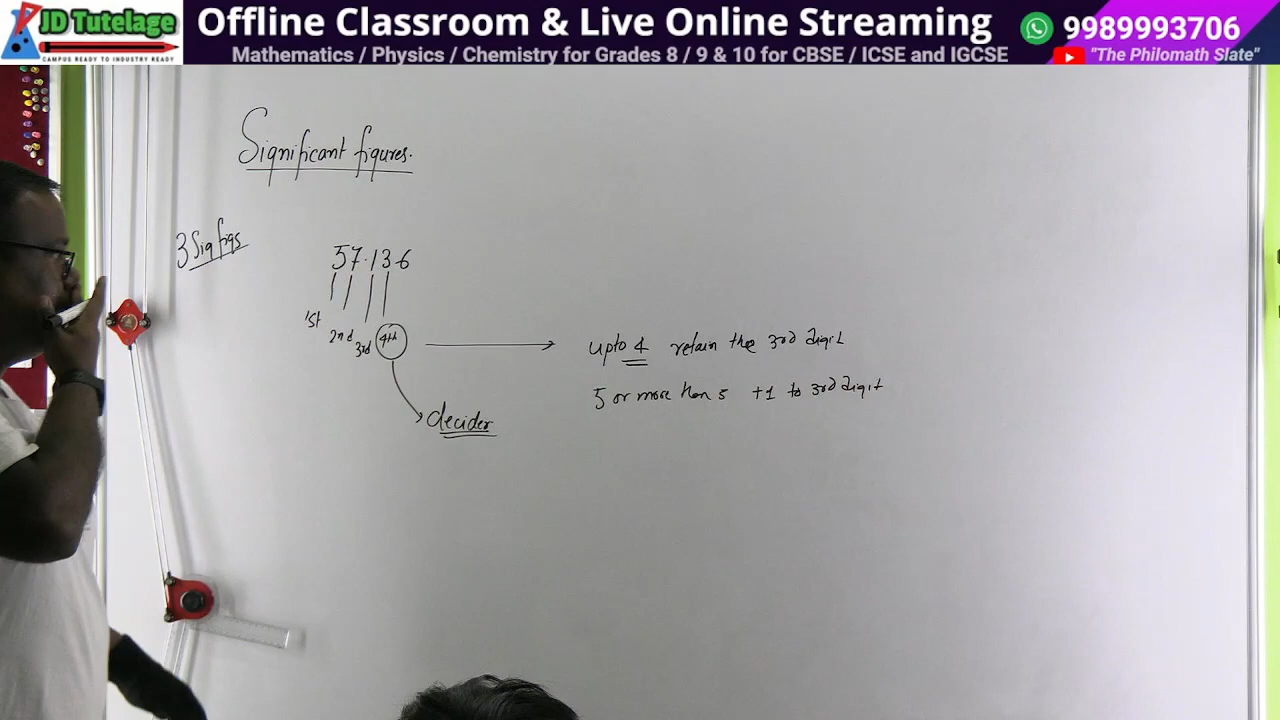 JD Tutelage
CAMPUS READY TO INDUSTRY READY
Offline Classroom & Live Online Streaming
Mathematics / Physics / Chemistry for Grades 8 / 9 & 10 for CBSE / ICSE and IGCSE
9989993706
"The Philomath Slate"
Significant figures.
3 Sig figs
57.136
1st
2nd
3rd
4th
upto 4 retain the 3rd digit
5 or more then 5 +1 to 3rd digit
decider